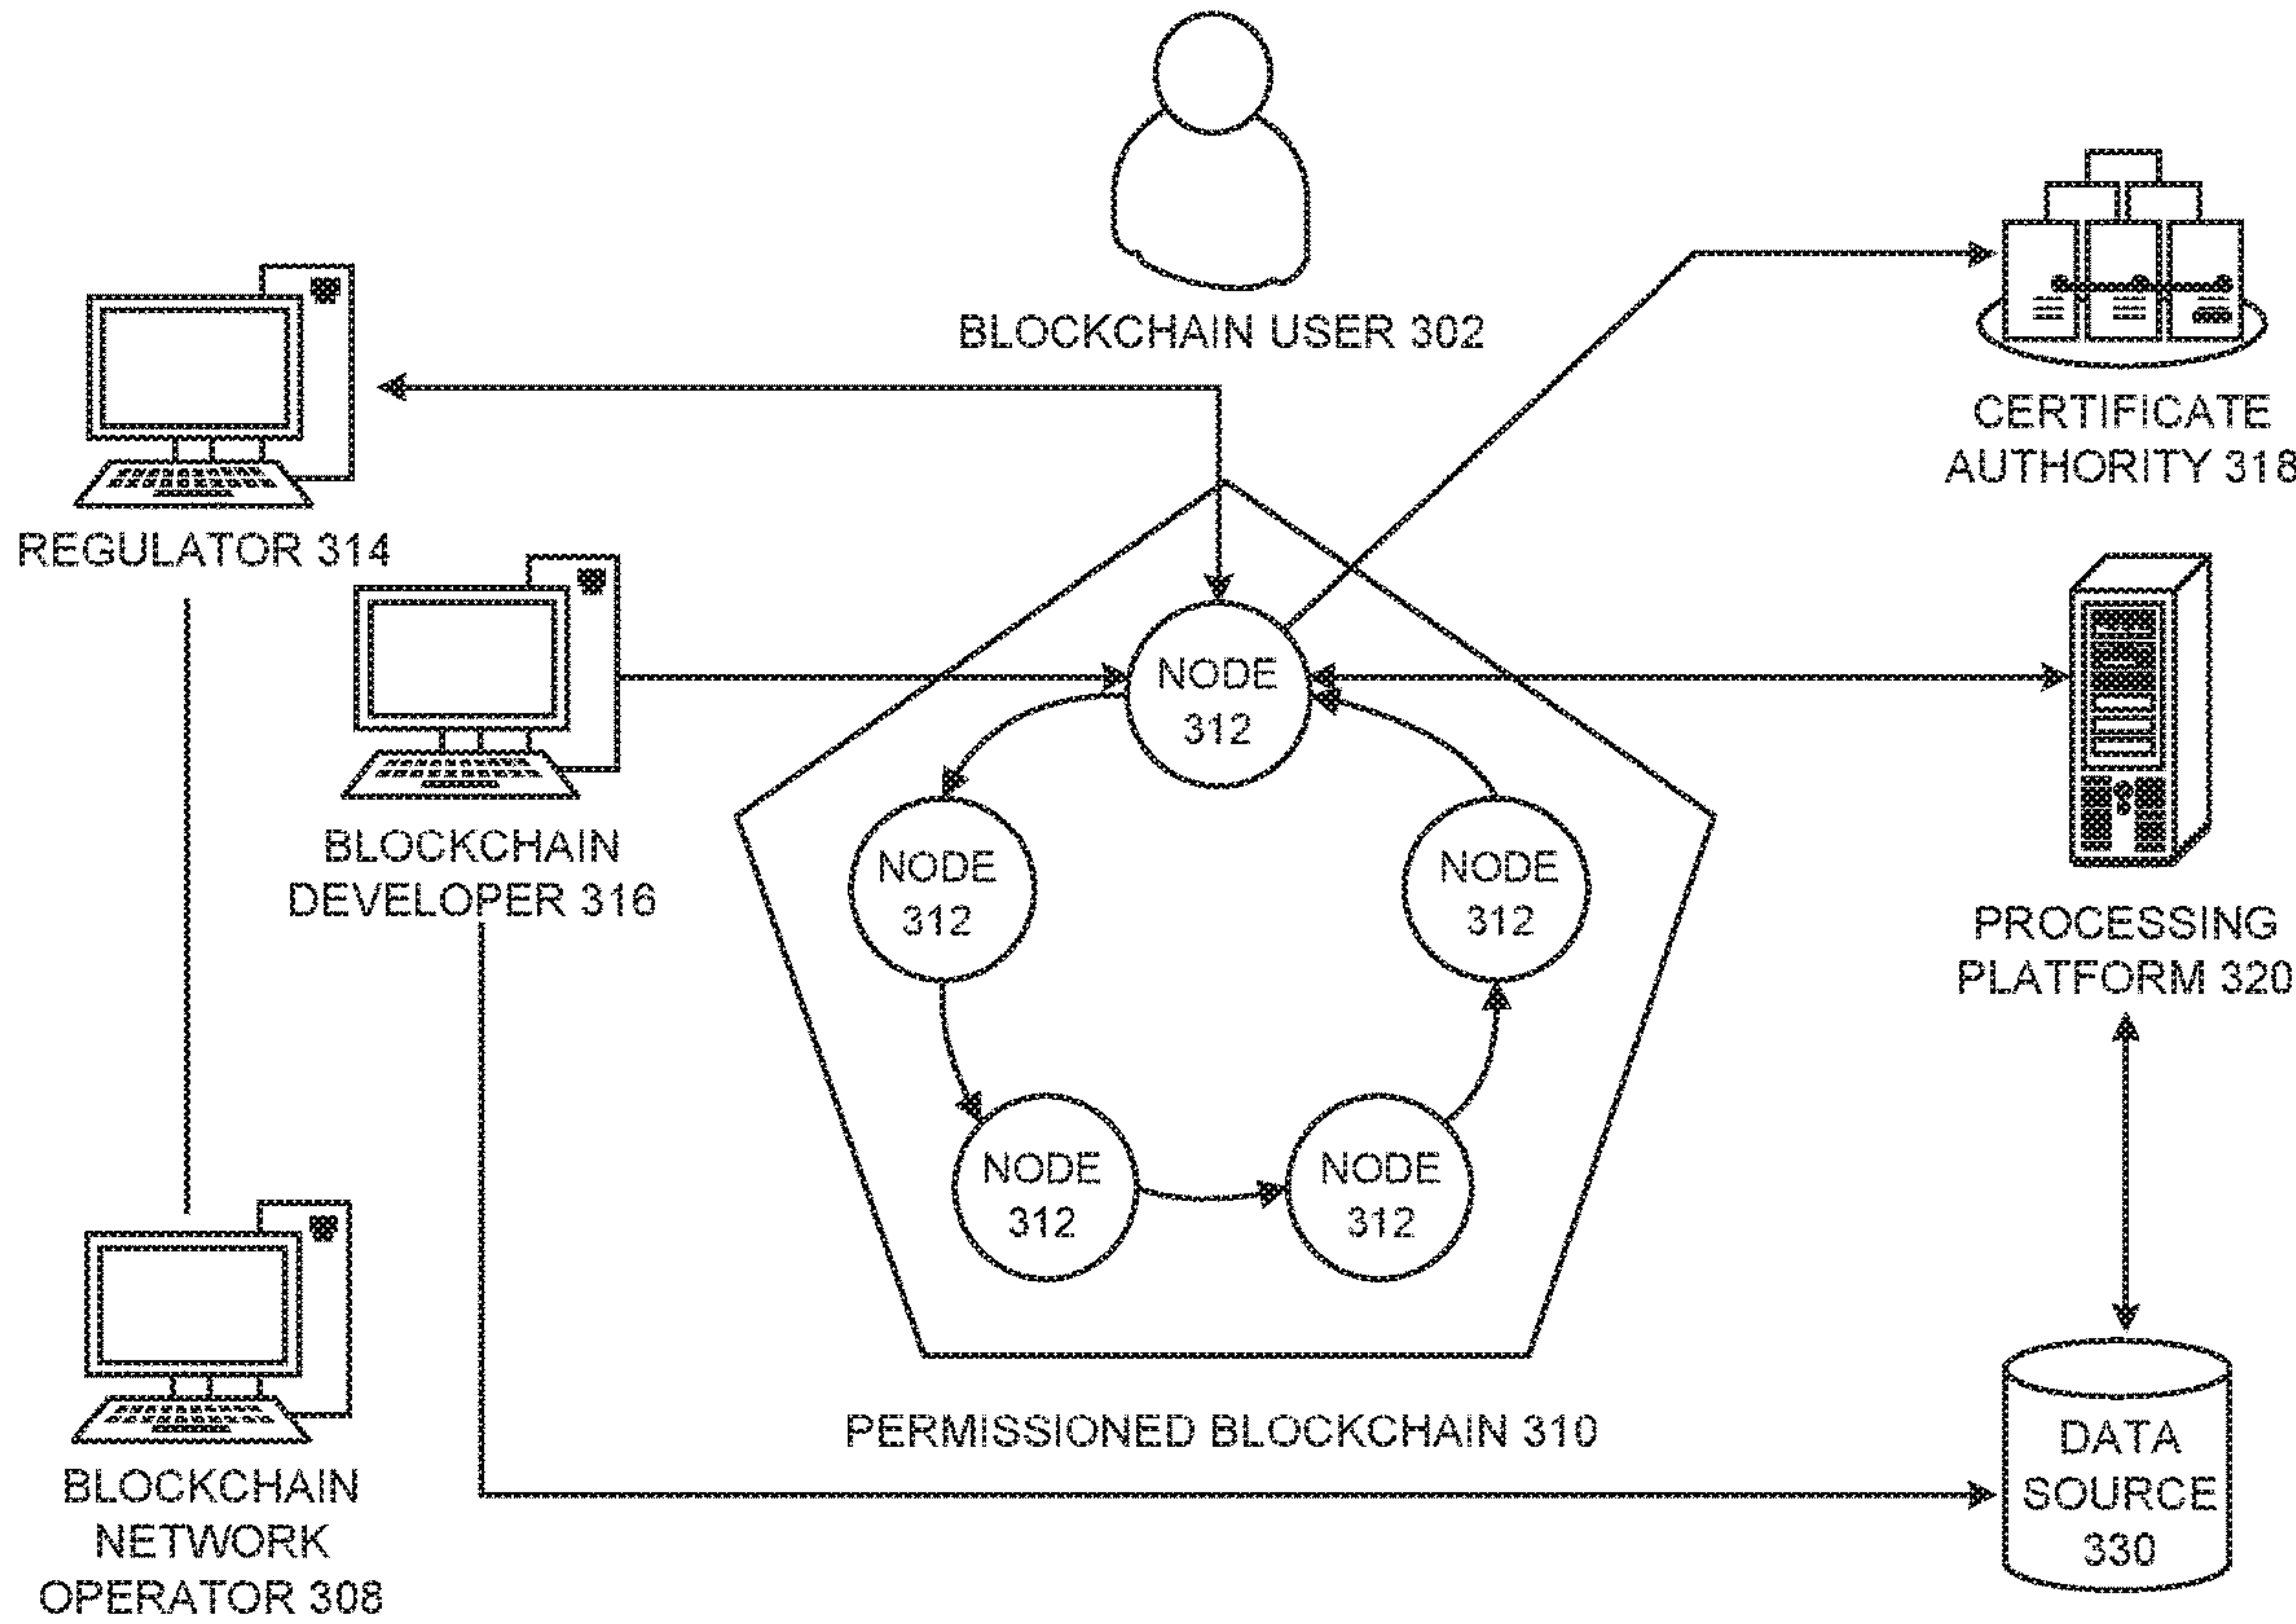 BLOCKCHAIN USER 302
CERTIFICATE
AUTHORITY 318
REGULATOR 314
NODE
312
BLOCKCHAIN
DEVELOPER 316
NODE
312
NODE
312
PROCESSING
PLATFORM 320
NODE
312
NODE
312
PERMISSIONED BLOCKCHAIN 310
BLOCKCHAIN
NETWORK
OPERATOR 308
DATA
SOURCE
330